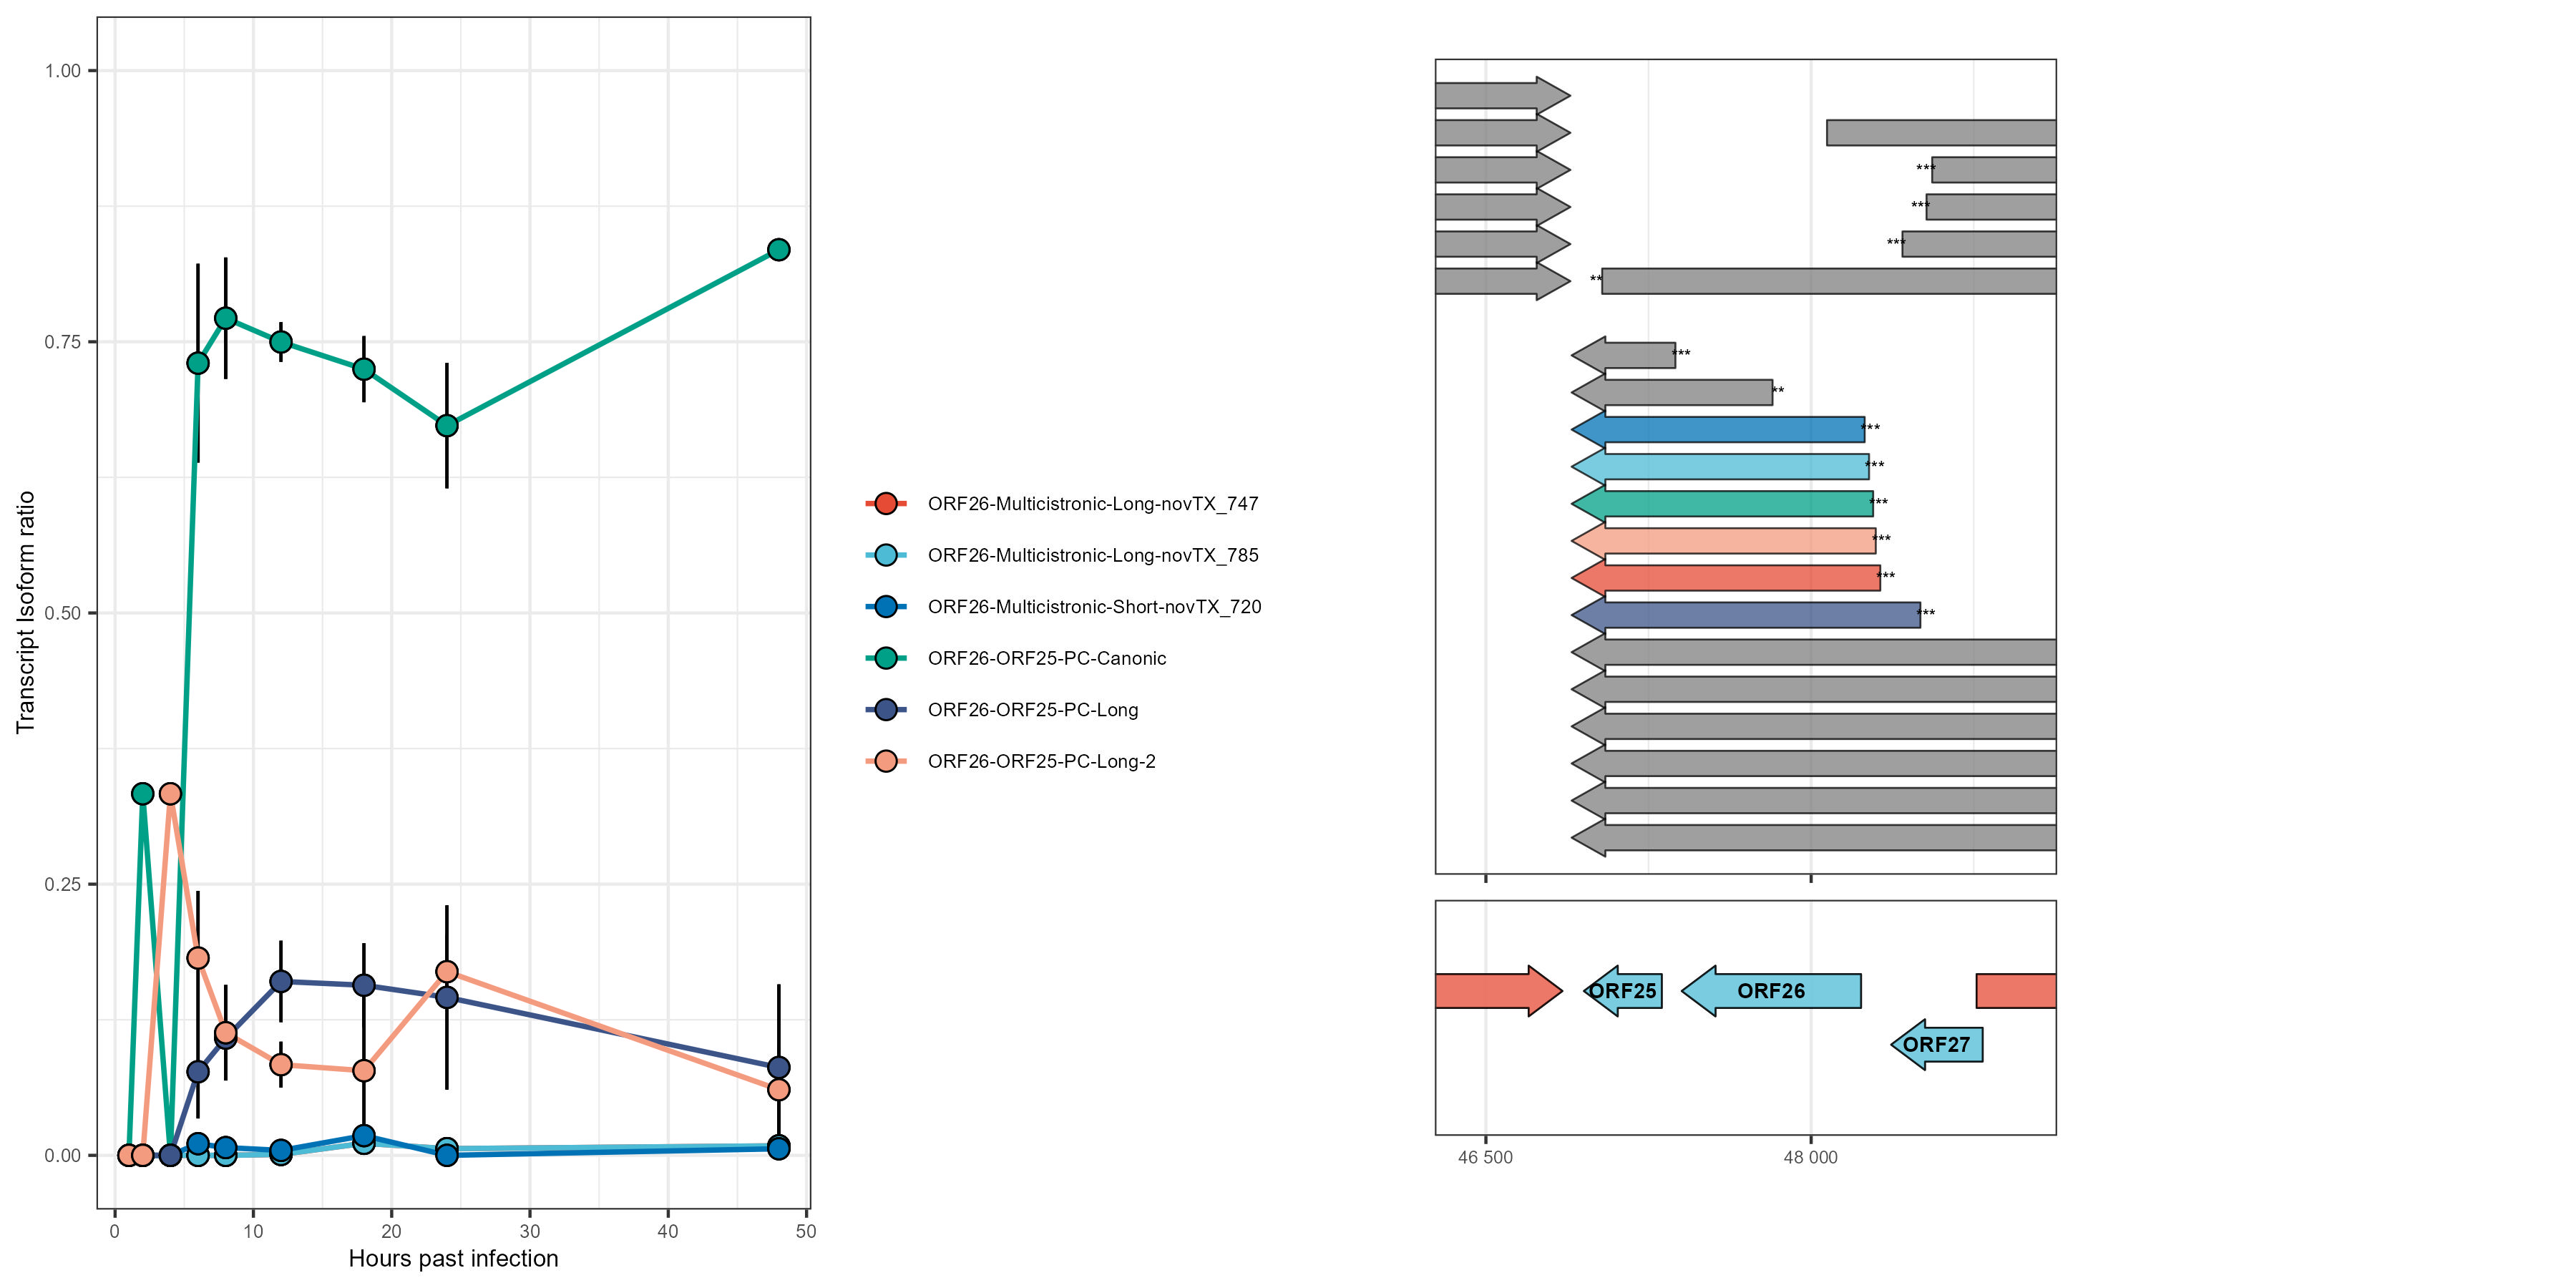 1.00
0.75
0.50
0.25
0.00
Transcript Isoform ratio
0 10 20 30 40 50
Hours past infection
ORF26-Multicistronic-Long-novTX_747
ORF26-Multicistronic-Long-novTX_785
ORF26-Multicistronic-Short-novTX_720
ORF26-ORF25-PC-Canonic
ORF26-ORF25-PC-Long
ORF26-ORF25-PC-Long-2
***
***
***
**
***
**
***
***
***
***
***
***
ORF25 ORF26
ORF27
46 500 48 000